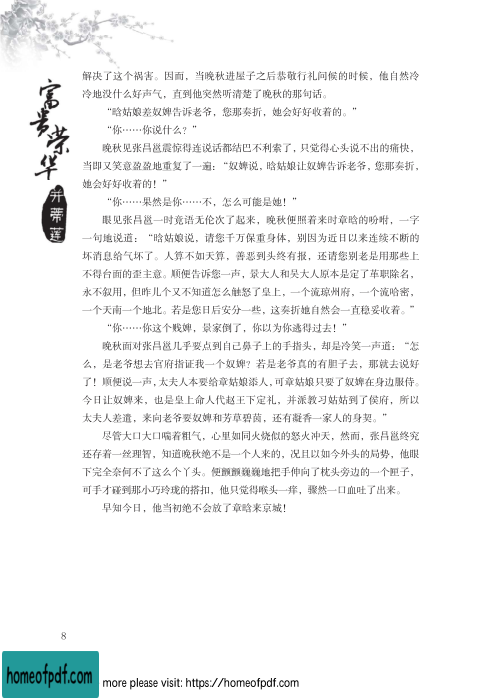 富贵荣华
并蒂莲
解决了这个祸害。因而，当晚秋进屋子之后恭敬行礼问候的时候，他自然冷
冷地没什么好声气，直到他突然听清楚了晚秋的那句话。
“晗姑娘差奴婢告诉老爷，您那奏折，她会好好收着的。”
“你……你说什么？”
晚秋见张昌邕震惊得连说话都结巴不利索了，只觉得心头说不出的痛快，
当即又笑意盈盈地重复了一遍：“奴婢说，晗姑娘让奴婢告诉老爷，您那奏折，
她会好好收着的！”
“你……果然是你……不，怎么可能是她！”
眼见张昌邕一时竟语无伦次了起来，晚秋便照着来时章晗的吩咐，一字
一句地说道：“晗姑娘说，请您千万保重身体，别因为近日以来连续不断的
坏消息给气坏了。人算不如天算，善恶到头终有报，还请您别老是用那些上
不得台面的歪主意。顺便告诉您一声，景大人和吴大人原本是定了革职除名，
永不叙用，但昨儿个又不知道怎么触怒了皇上，一个流琼州府，一个流哈密，
一个天南一个地北。若是您日后安分一些，这奏折她自然会一直稳妥收着。”
“你……你这个贱婢，景家倒了，你以为你逃得过去！”
晚秋面对张昌邕几乎要点到自己鼻子上的手指头，却是冷笑一声道：“怎
么，是老爷想去官府指证我一个奴婢？若是老爷真的有胆子去，那就去说好
了！顺便说一声，太夫人本要给章姑娘添人，可章姑娘只要了奴婢在身边服侍。
今日让奴婢来，也是皇上命人代赵王下定礼，并派教习姑姑到了侯府，所以
太夫人差遣，来向老爷要奴婢和芳草碧茵，还有凝香一家人的身契。”
尽管大口大口喘着粗气，心里如同火烧似的怒火冲天，然而，张昌邕终究
还存着一丝理智，知道晚秋绝不是一个人来的，况且以如今外头的局势，他眼
下完全奈何不了这么个丫头。便颤颤巍巍地把手伸向了枕头旁边的一个匣子，
可手才碰到那小巧玲珑的搭扣，他只觉得喉头一痒，骤然一口血吐了出来。
早知今日，他当初绝不会放了章晗来京城！
8
homeofpdf.com more please visit: https://homeofpdf.com